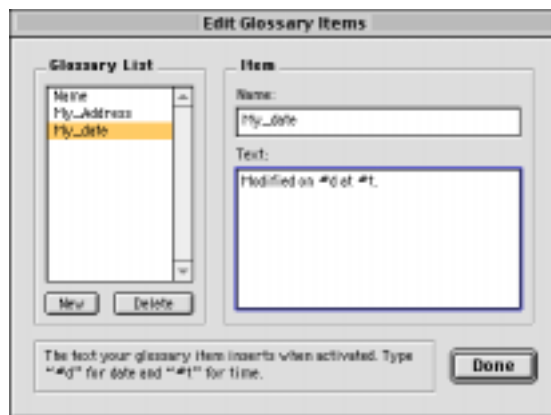 Edit Glossary Items
Glossary List
Name
My_Address
My_date
New
Delete
Item
Name:
My_date
Text:
Modified on #d at #t.
The text your glossary item inserts when activated. Type
"#d" for date and "#t" for time.
Done